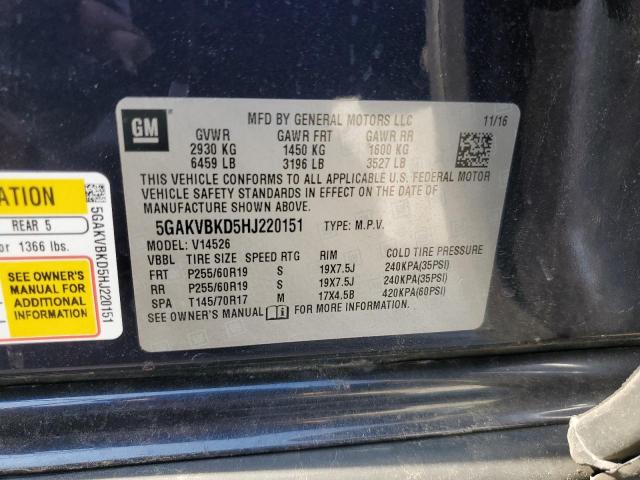 GM
MFD BY GENERAL MOTORS LLC 11/16
GVWR GAWR FRT GAWR RR
2930 KG 1450 KG 1600 KG
6459 LB 3196 LB 3527 LB
THIS VEHICLE CONFORMS TO ALL APPLICABLE U.S. FEDERAL MOTOR
VEHICLE SAFETY STANDARDS IN EFFECT ON THE DATE OF
MANUFACTURE SHOWN ABOVE.
5GAKVBKD5HJ220151 TYPE: M.P.V.
MODEL: V14526
VBBL TIRE SIZE SPEED RTG RIM COLD TIRE PRESSURE
FRT P255/60R19 S 19X7.5J 240KPA(35PSI)
RR P255/60R19 S 19X7.5J 240KPA(35PSI)
SPA T145/70R17 M 17X4.5B 420KPA(60PSI)
SEE OWNER'S MANUAL FOR MORE INFORMATION
ATION
REAR 5
or 1366 lbs.
SEE OWNER'S
MANUAL FOR
ADDITIONAL
INFORMATION
5GAKVBKD5HJ220151